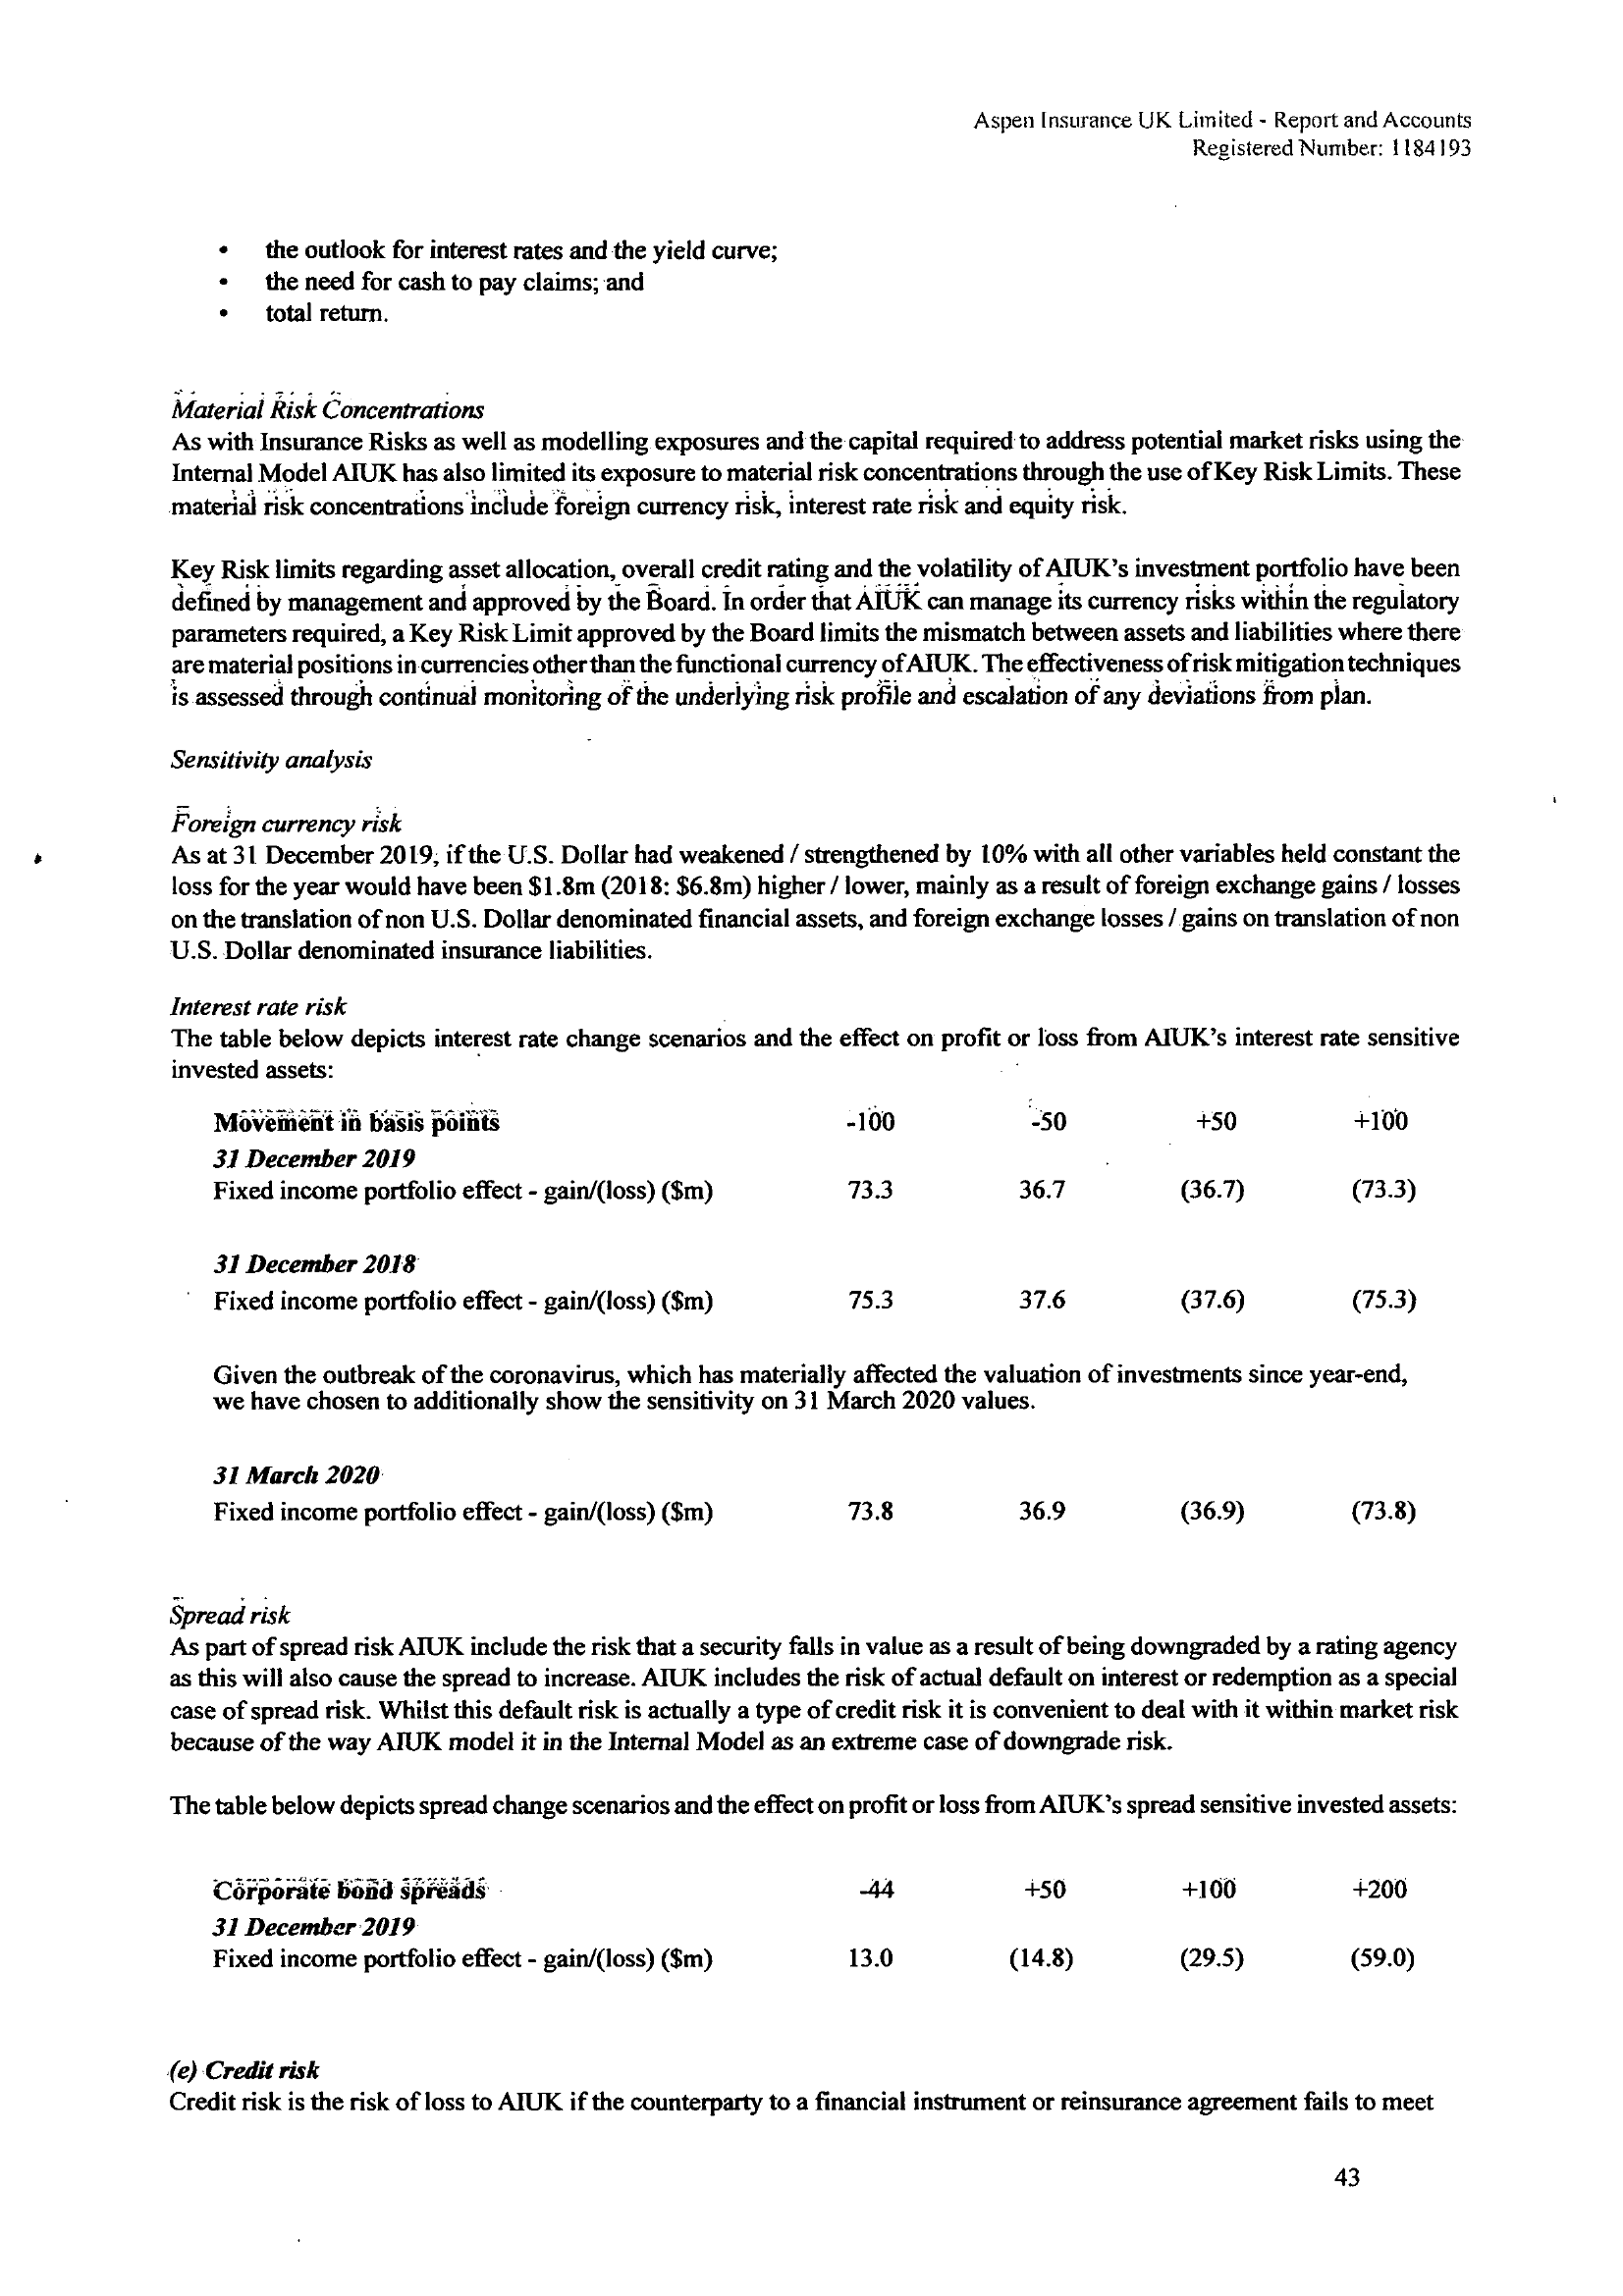 Aspen Insurance UK Limited - Report and Accounts
Registered Number: 1184193
• the outlook for interest rates and the yield curve;
• the need for cash to pay claims; and
• total return.
Material Risk Concentrations
As with Insurance Risks as well as modelling exposures and the capital required to address potential market risks using the
Internal Model AIUK has also limited its exposure to material risk concentrations through the use of Key Risk Limits. These
material risk concentrations include foreign currency risk, interest rate risk and equity risk.
Key Risk limits regarding asset allocation, overall credit rating and the volatility of AIUK's investment portfolio have been
defined by management and approved by the Board. In order that AIUK can manage its currency risks within the regulatory
parameters required, a Key Risk Limit approved by the Board limits the mismatch between assets and liabilities where there
are material positions in currencies other than the functional currency of AIUK. The effectiveness of risk mitigation techniques
is assessed through continual monitoring of the underlying risk profile and escalation of any deviations from plan.
Sensitivity analysis
Foreign currency risk
As at 31 December 2019, if the U.S. Dollar had weakened / strengthened by 10% with all other variables held constant the
loss for the year would have been $1.8m (2018: $6.8m) higher / lower, mainly as a result of foreign exchange gains / losses
on the translation of non U.S. Dollar denominated financial assets, and foreign exchange losses / gains on translation of non
U.S. Dollar denominated insurance liabilities.
Interest rate risk
The table below depicts interest rate change scenarios and the effect on profit or loss from AIUK's interest rate sensitive
invested assets:
Movement in basis points -100 -50 +50 +100
31 December 2019
Fixed income portfolio effect - gain/(loss) ($m) 73.3 36.7 (36.7) (73.3)
31 December 2018
Fixed income portfolio effect - gain/(loss) ($m) 75.3 37.6 (37.6) (75.3)
Given the outbreak of the coronavirus, which has materially affected the valuation of investments since year-end,
we have chosen to additionally show the sensitivity on 31 March 2020 values.
31 March 2020
Fixed income portfolio effect - gain/(loss) ($m) 73.8 36.9 (36.9) (73.8)
Spread risk
As part of spread risk AIUK include the risk that a security falls in value as a result of being downgraded by a rating agency
as this will also cause the spread to increase. AIUK includes the risk of actual default on interest or redemption as a special
case of spread risk. Whilst this default risk is actually a type of credit risk it is convenient to deal with it within market risk
because of the way AIUK model it in the Internal Model as an extreme case of downgrade risk.
The table below depicts spread change scenarios and the effect on profit or loss from AIUK's spread sensitive invested assets:
Corporate bond spreads -44 +50 +100 +200
31 December 2019
Fixed income portfolio effect - gain/(loss) ($m) 13.0 (14.8) (29.5) (59.0)
(e) Credit risk
Credit risk is the risk of loss to AIUK if the counterparty to a financial instrument or reinsurance agreement fails to meet
43